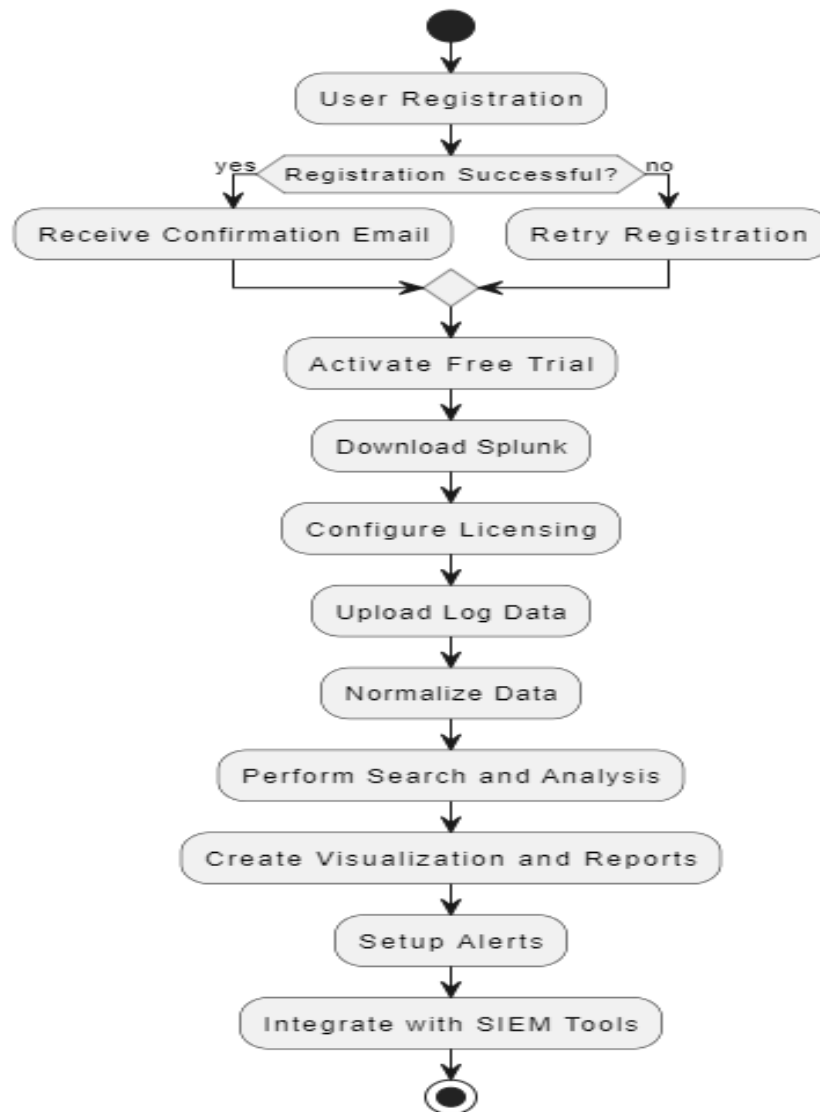 User Registration
yes
Registration Successful?
no
Receive Confirmation Email
Retry Registration
Activate Free Trial
Download Splunk
Configure Licensing
Upload Log Data
Normalize Data
Perform Search and Analysis
Create Visualization and Reports
Setup Alerts
Integrate with SIEM Tools